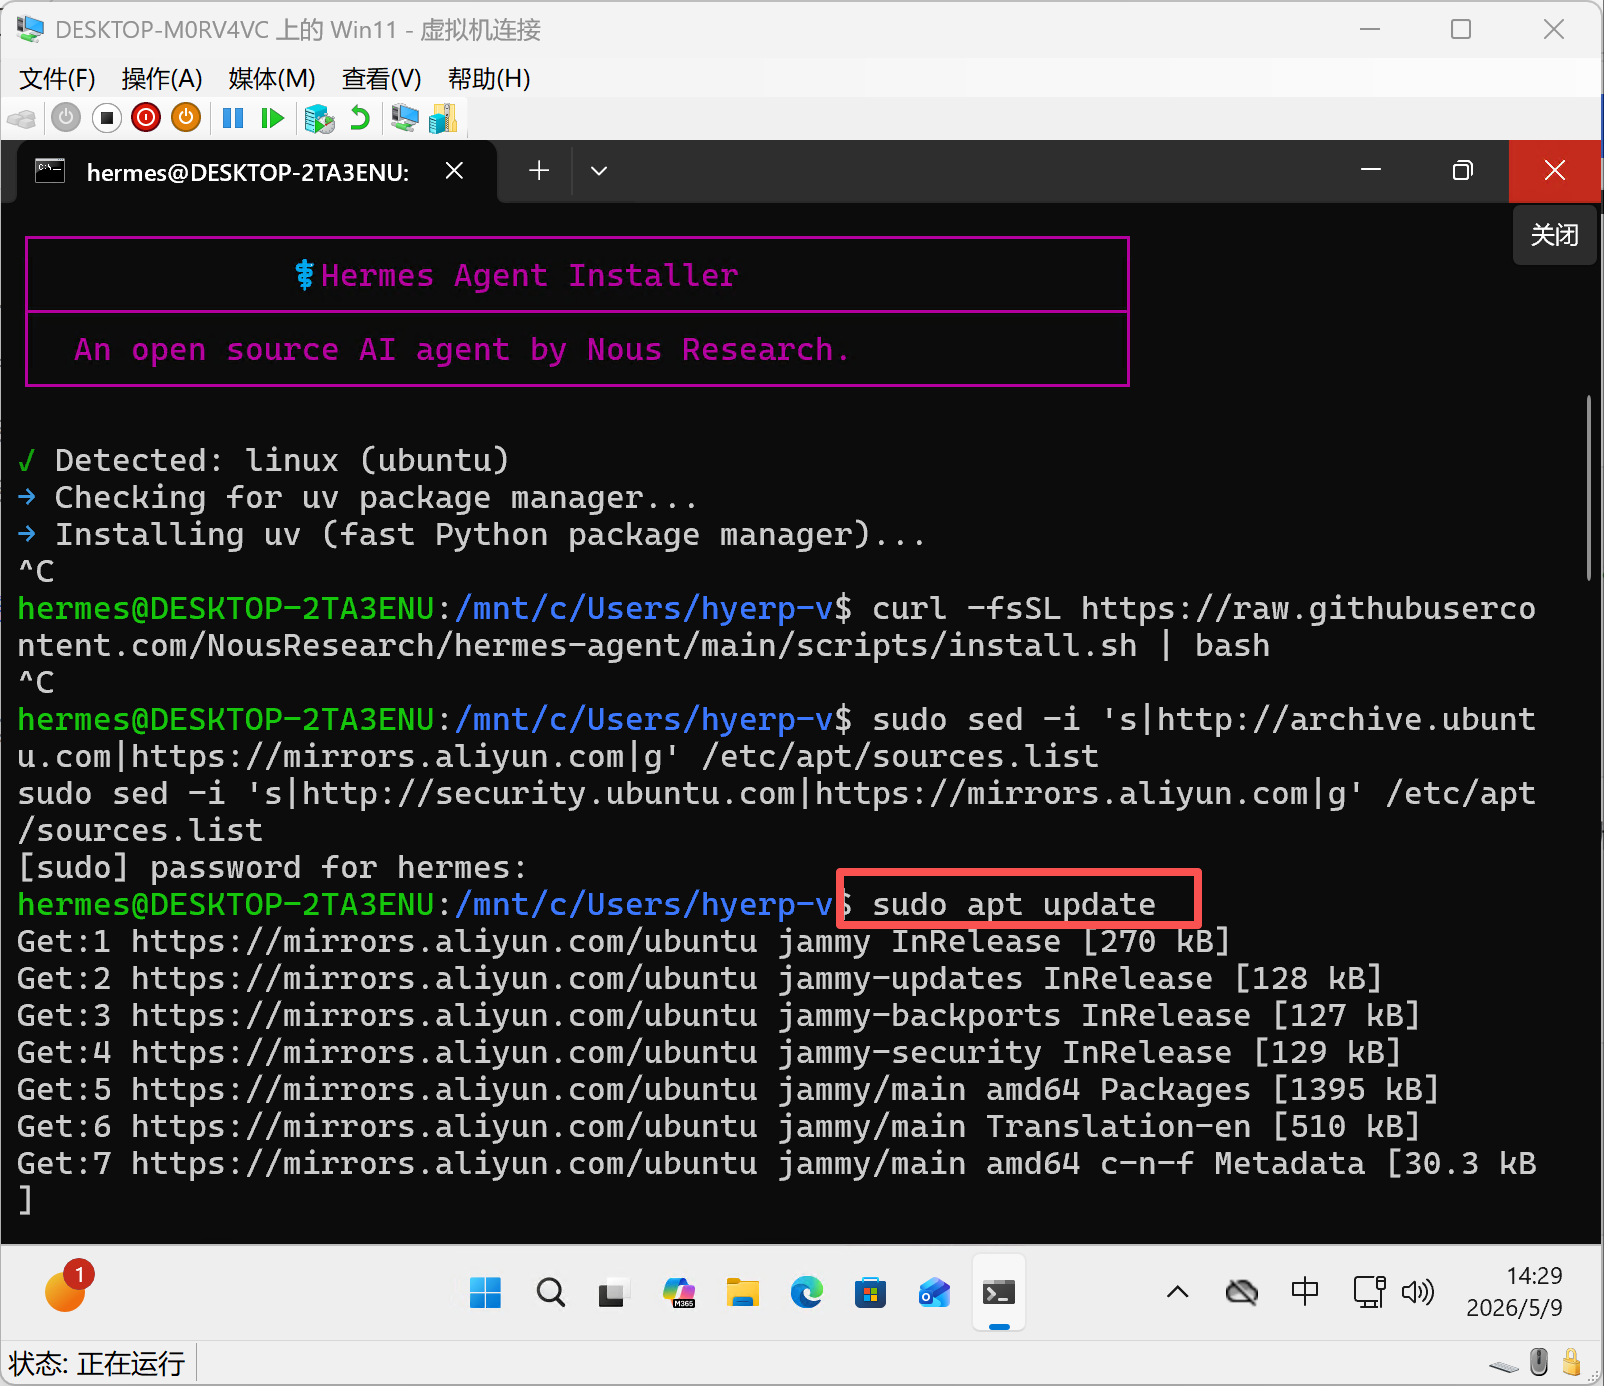 DESKTOP-M0RV4VC 上的 Win11 - 虚拟机连接
文件(F) 操作(A) 媒体(M) 查看(V) 帮助(H)
hermes@DESKTOP-2TA3ENU:
关闭
Hermes Agent Installer
An open source AI agent by Nous Research.
✓ Detected: linux (ubuntu)
→ Checking for uv package manager...
→ Installing uv (fast Python package manager)...
^C
hermes@DESKTOP-2TA3ENU:/mnt/c/Users/hyerp-v$ curl -fsSL https://raw.githubuserco
ntent.com/NousResearch/hermes-agent/main/scripts/install.sh | bash
^C
hermes@DESKTOP-2TA3ENU:/mnt/c/Users/hyerp-v$ sudo sed -i 's|http://archive.ubunt
u.com|https://mirrors.aliyun.com|g' /etc/apt/sources.list
sudo sed -i 's|http://security.ubuntu.com|https://mirrors.aliyun.com|g' /etc/apt
/sources.list
[sudo] password for hermes:
hermes@DESKTOP-2TA3ENU:/mnt/c/Users/hyerp-v$ sudo apt update
Get:1 https://mirrors.aliyun.com/ubuntu jammy InRelease [270 kB]
Get:2 https://mirrors.aliyun.com/ubuntu jammy-updates InRelease [128 kB]
Get:3 https://mirrors.aliyun.com/ubuntu jammy-backports InRelease [127 kB]
Get:4 https://mirrors.aliyun.com/ubuntu jammy-security InRelease [129 kB]
Get:5 https://mirrors.aliyun.com/ubuntu jammy/main amd64 Packages [1395 kB]
Get:6 https://mirrors.aliyun.com/ubuntu jammy/main Translation-en [510 kB]
Get:7 https://mirrors.aliyun.com/ubuntu jammy/main amd64 c-n-f Metadata [30.3 kB
]
1
M365
中
14:29
2026/5/9
状态: 正在运行